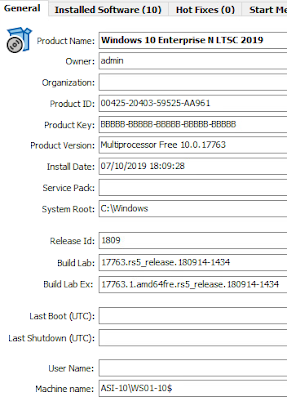 General Installed Software (10) Hot Fixes (0) Start Me
Product Name: Windows 10 Enterprise N LTSC 2019
Owner: admin
Organization:
Product ID: 00425-20403-59525-AA961
Product Key: BBBBB-BBBBB-BBBBB-BBBBB-BBBBB
Product Version: Multiprocessor Free 10.0.17763
Install Date: 07/10/2019 18:09:28
Service Pack:
System Root: C:\Windows
Release Id: 1809
Build Lab: 17763.rs5_release.180914-1434
Build Lab Ex: 17763.1.amd64fre.rs5_release.180914-1434
Last Boot (UTC):
Last Shutdown (UTC):
User Name:
Machine name: ASI-10\WS01-10$